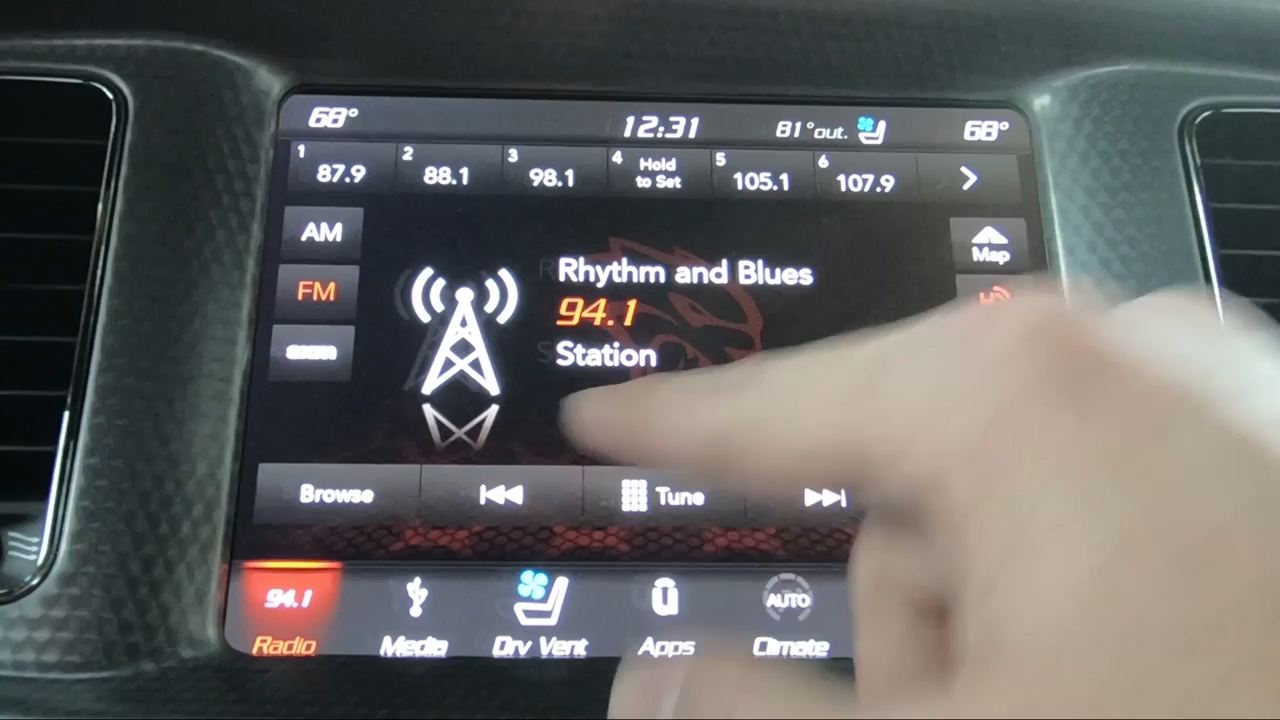 68° 12:31 81°out. 68°
1 87.9 2 88.1 3 98.1 4 Hold to Set 5 105.1 6 107.9
AM
FM
Rhythm and Blues
94.1
Station
Map
Browse Tune
94.1 AUTO
Radio Media Drv Vent Apps Climate